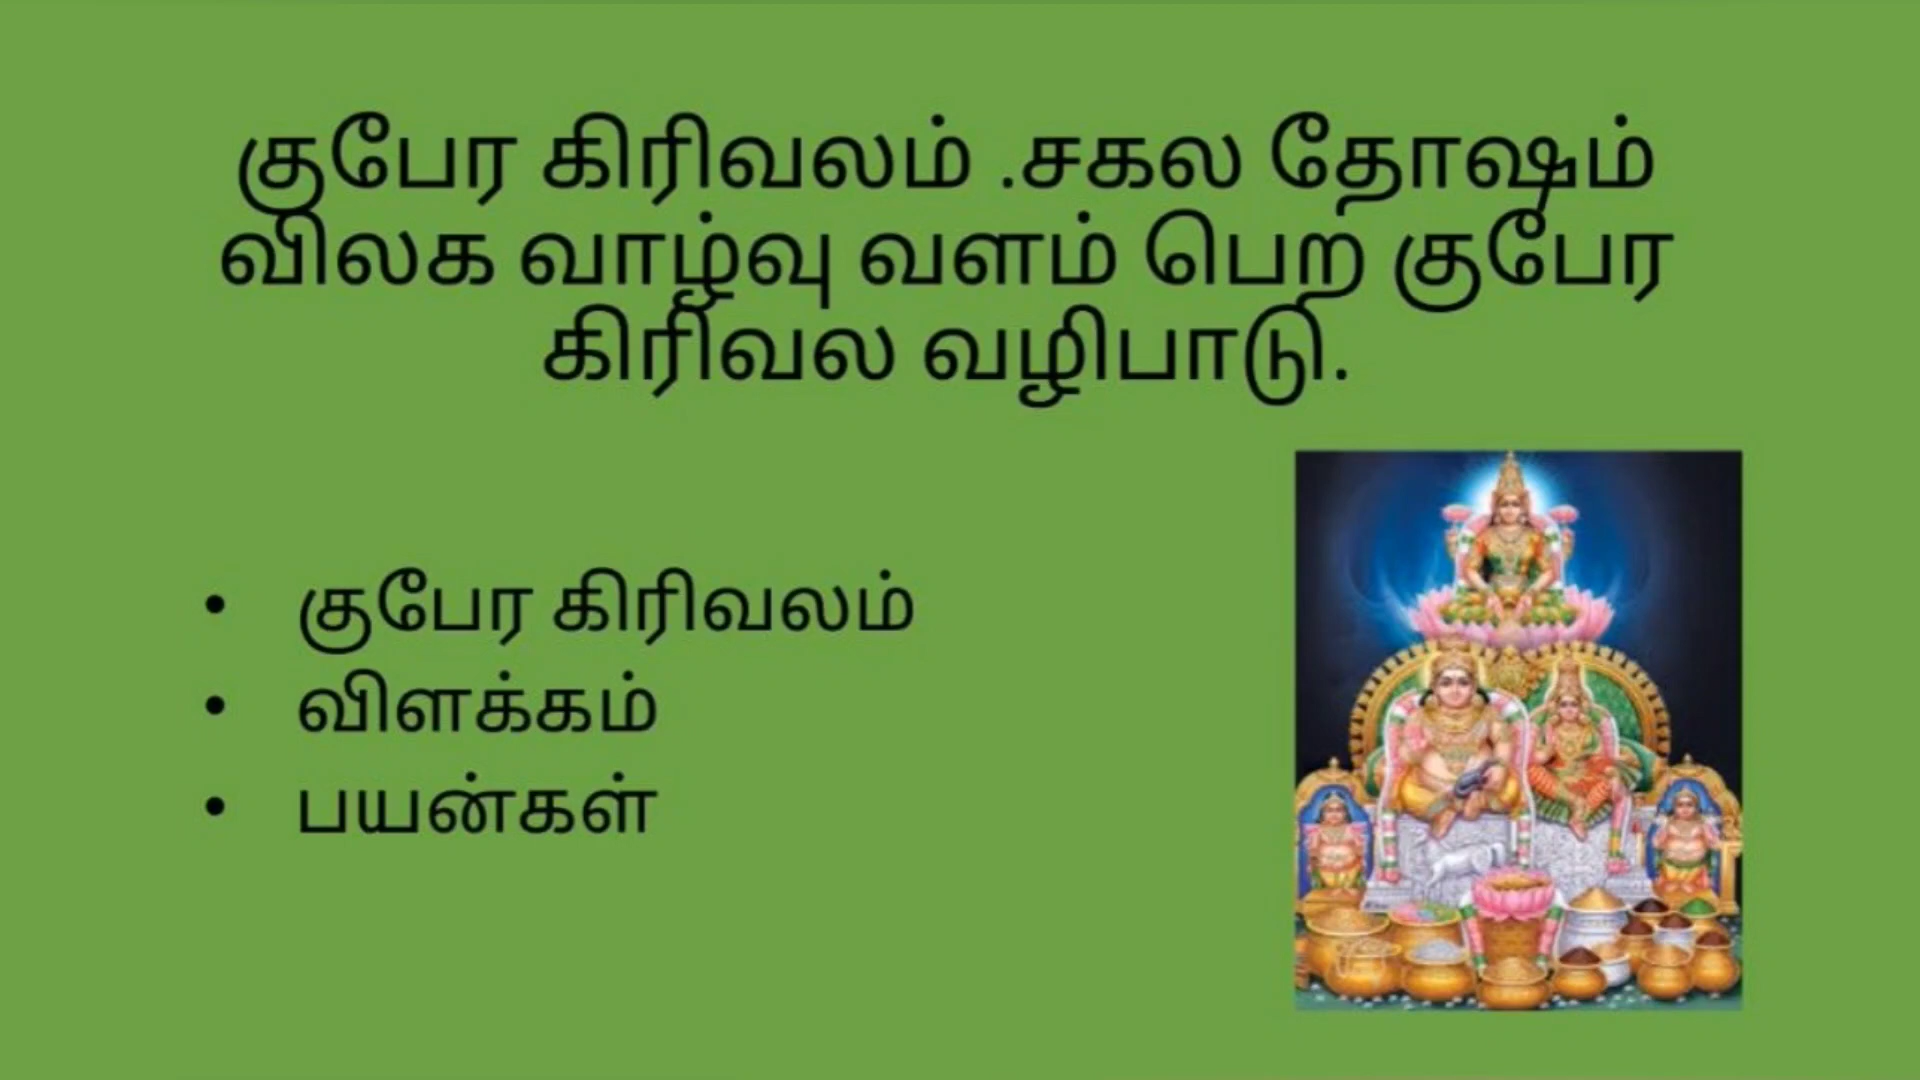 குபேர கிரிவலம் .சகல தோஷம்
விலக வாழ்வு வளம் பெற குபேர
கிரிவல வழிபாடு.
• குபேர கிரிவலம்
• விளக்கம்
• பயன்கள்